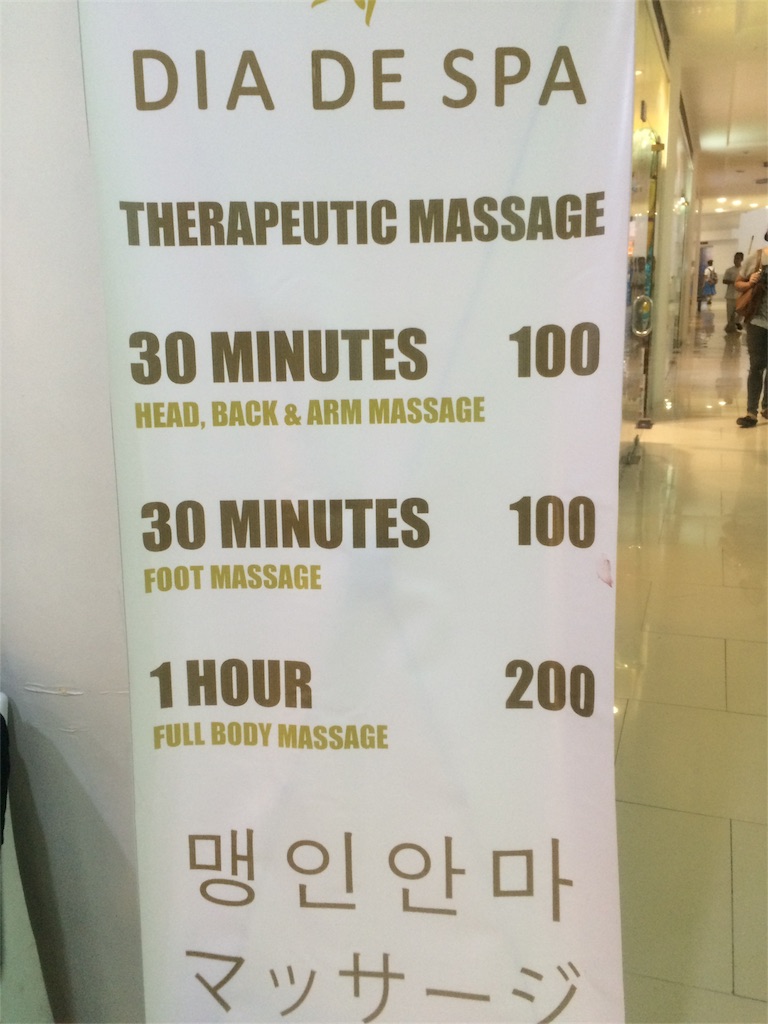 DIA DE SPA
THERAPEUTIC MASSAGE
30 MINUTES 100
HEAD, BACK & ARM MASSAGE
30 MINUTES 100
FOOT MASSAGE
1 HOUR 200
FULL BODY MASSAGE
맹인안마
マッサージ